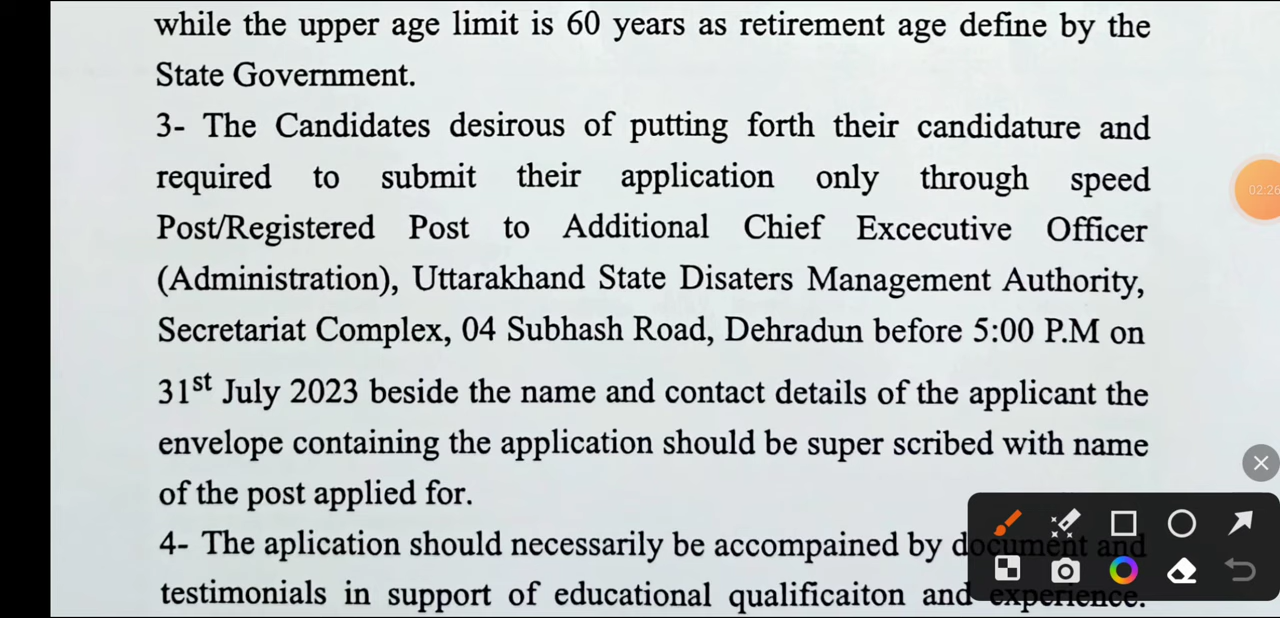 while the upper age limit is 60 years as retirement age define by the
State Government.
3- The Candidates desirous of putting forth their candidature and
required to submit their application only through speed
Post/Registered Post to Additional Chief Excecutive Officer
(Administration), Uttarakhand State Disaters Management Authority,
Secretariat Complex, 04 Subhash Road, Dehradun before 5:00 P.M on
31st July 2023 beside the name and contact details of the applicant the
envelope containing the application should be super scribed with name
of the post applied for.
4- The aplication should necessarily be accompained by document and
testimonials in support of educational qualificaiton and experience.
02:26